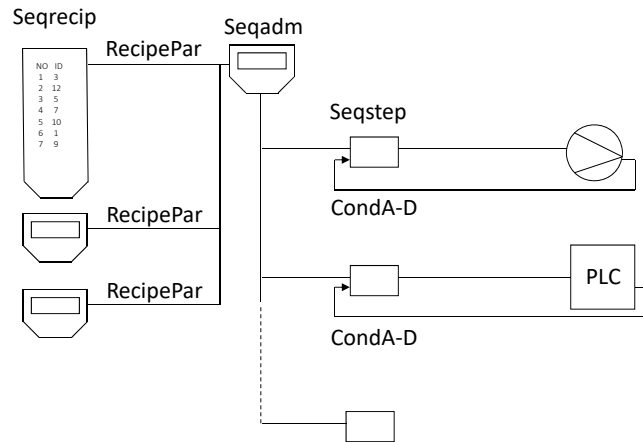 Seqrecip
RecipePar
Seqadm
NO ID
1 3
2 12
3 5
4 7
5 10
6 1
7 9
Seqstep
CondA-D
RecipePar
PLC
RecipePar
CondA-D